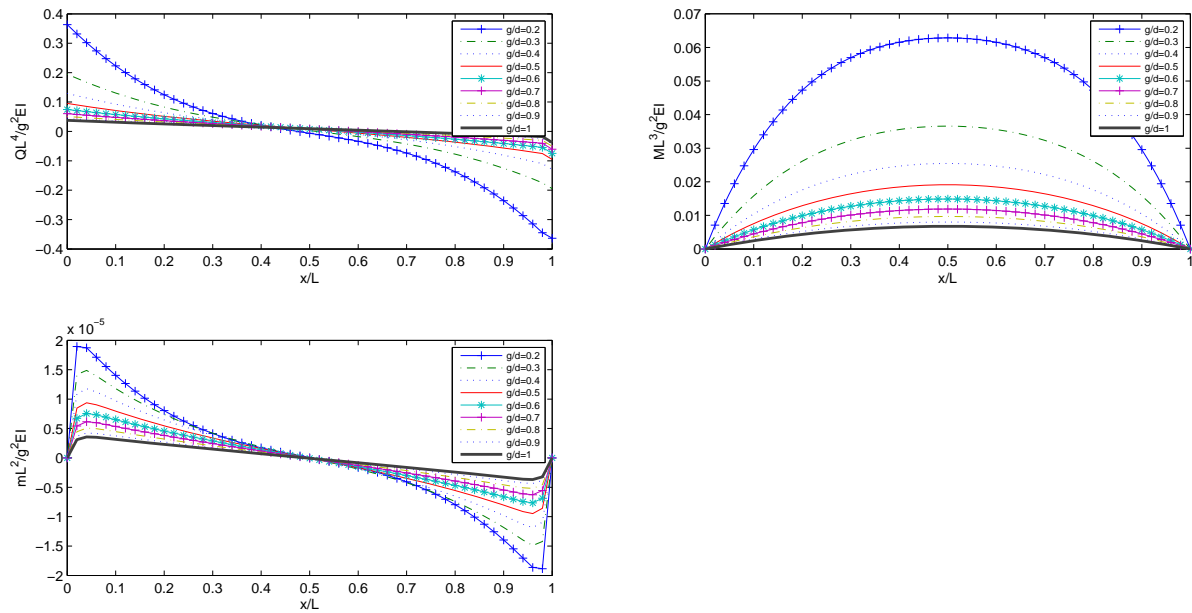 0.4
0.3
0.2
0.1
0
−0.1
−0.2
−0.3
−0.4
QL⁴/g²EI
0 0.1 0.2 0.3 0.4 0.5 0.6 0.7 0.8 0.9 1
x/L
g/d=0.2
g/d=0.3
g/d=0.4
g/d=0.5
g/d=0.6
g/d=0.7
g/d=0.8
g/d=0.9
g/d=1
0.07
0.06
0.05
0.04
0.03
0.02
0.01
0
ML³/g²EI
0 0.1 0.2 0.3 0.4 0.5 0.6 0.7 0.8 0.9 1
x/L
g/d=0.2
g/d=0.3
g/d=0.4
g/d=0.5
g/d=0.6
g/d=0.7
g/d=0.8
g/d=0.9
g/d=1
x 10⁻⁵
2
1.5
1
0.5
0
−0.5
−1
−1.5
−2
mL²/g²EI
0 0.1 0.2 0.3 0.4 0.5 0.6 0.7 0.8 0.9 1
x/L
g/d=0.2
g/d=0.3
g/d=0.4
g/d=0.5
g/d=0.6
g/d=0.7
g/d=0.8
g/d=0.9
g/d=1